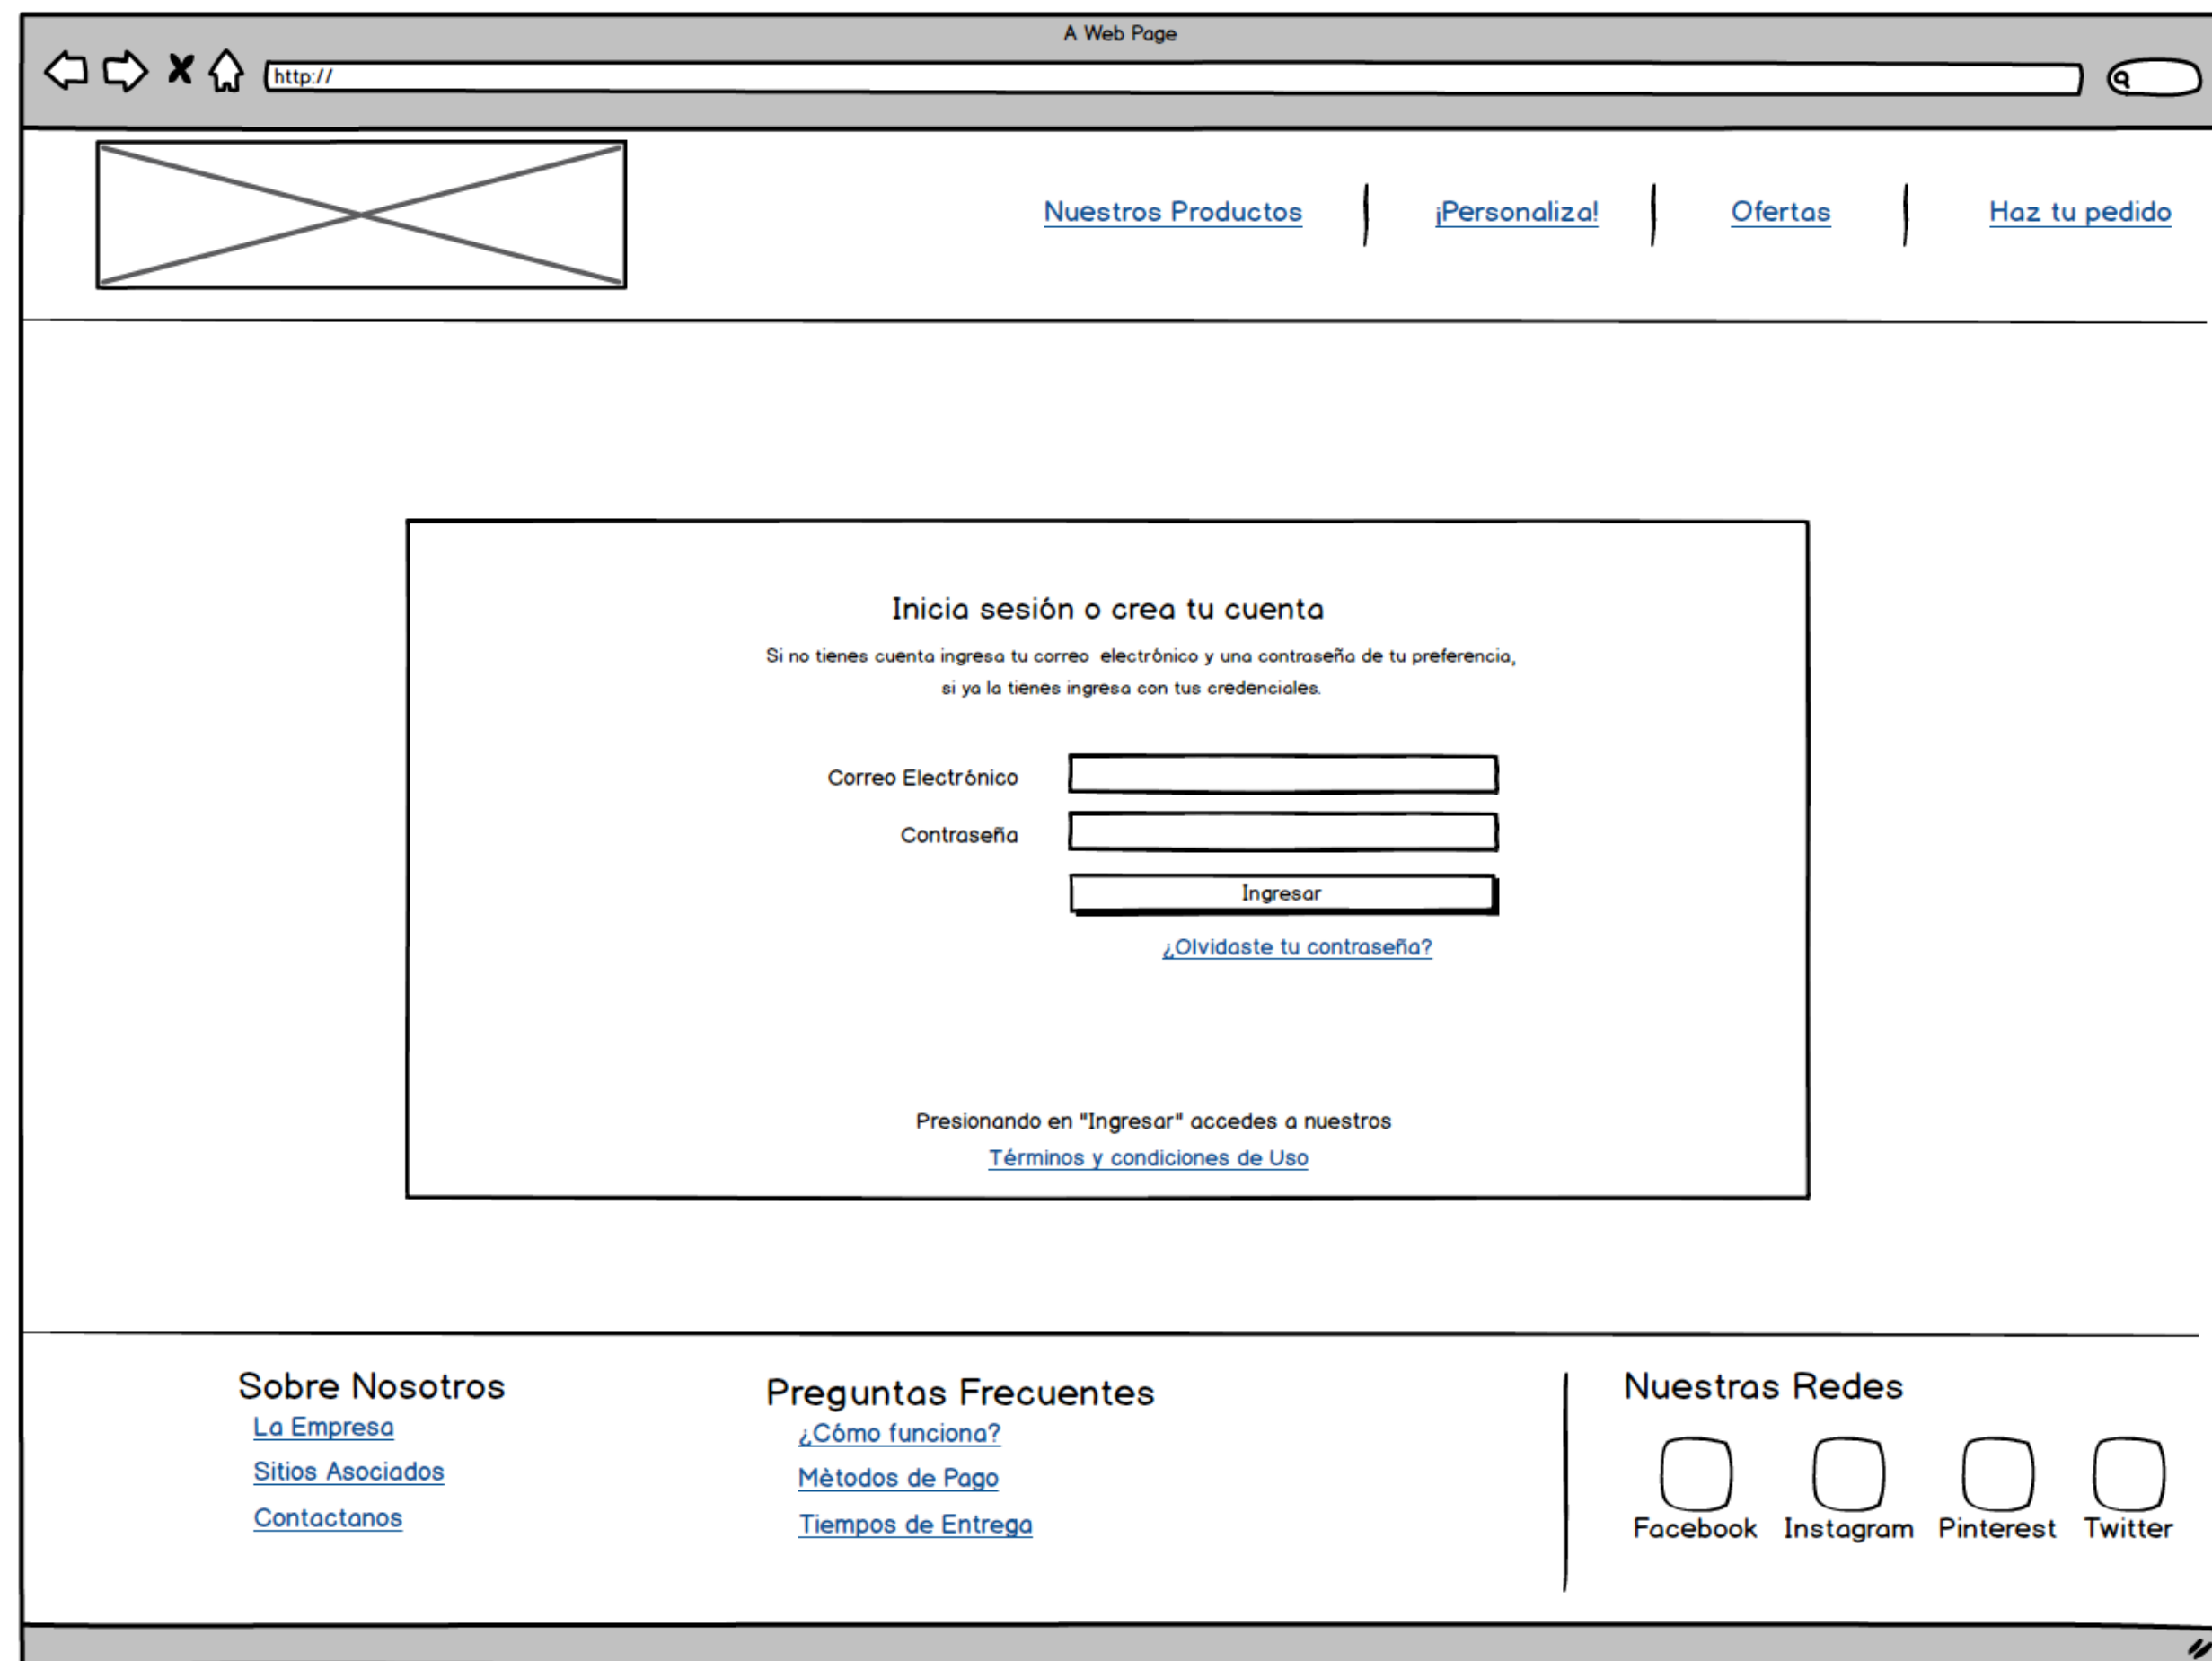 A Web Page
http://
Nuestros Productos
¡Personaliza!
Ofertas
Haz tu pedido
Inicia sesión o crea tu cuenta
Si no tienes cuenta ingresa tu correo electrónico y una contraseña de tu preferencia,
si ya la tienes ingresa con tus credenciales.
Correo Electrónico
Contraseña
Ingresar
¿Olvidaste tu contraseña?
Presionando en "Ingresar" accedes a nuestros
Términos y condiciones de Uso
Sobre Nosotros
La Empresa
Sitios Asociados
Contactanos
Preguntas Frecuentes
¿Cómo funciona?
Mètodos de Pago
Tiempos de Entrega
Nuestras Redes
Facebook Instagram Pinterest Twitter